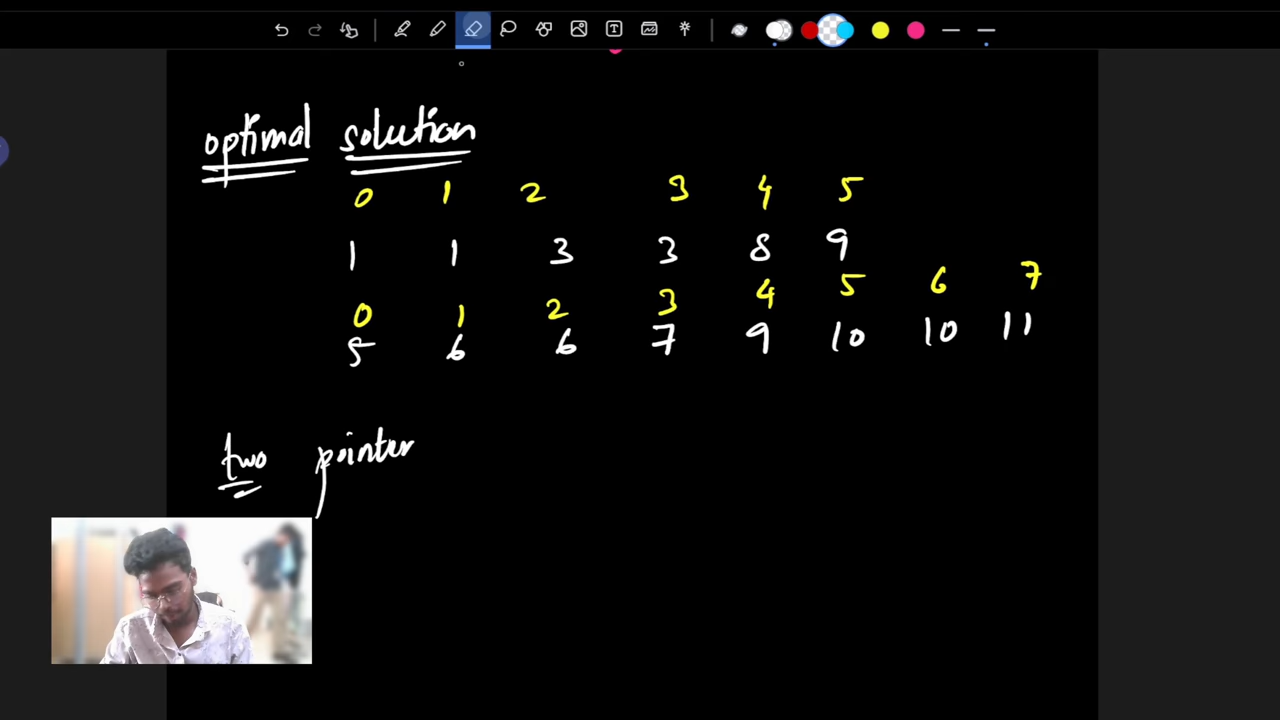 optimal solution
0 1 2 3 4 5
1 1 3 3 8 9
0 1 2 3 4 5 6 7
5 6 6 7 9 10 10 11
two pointer